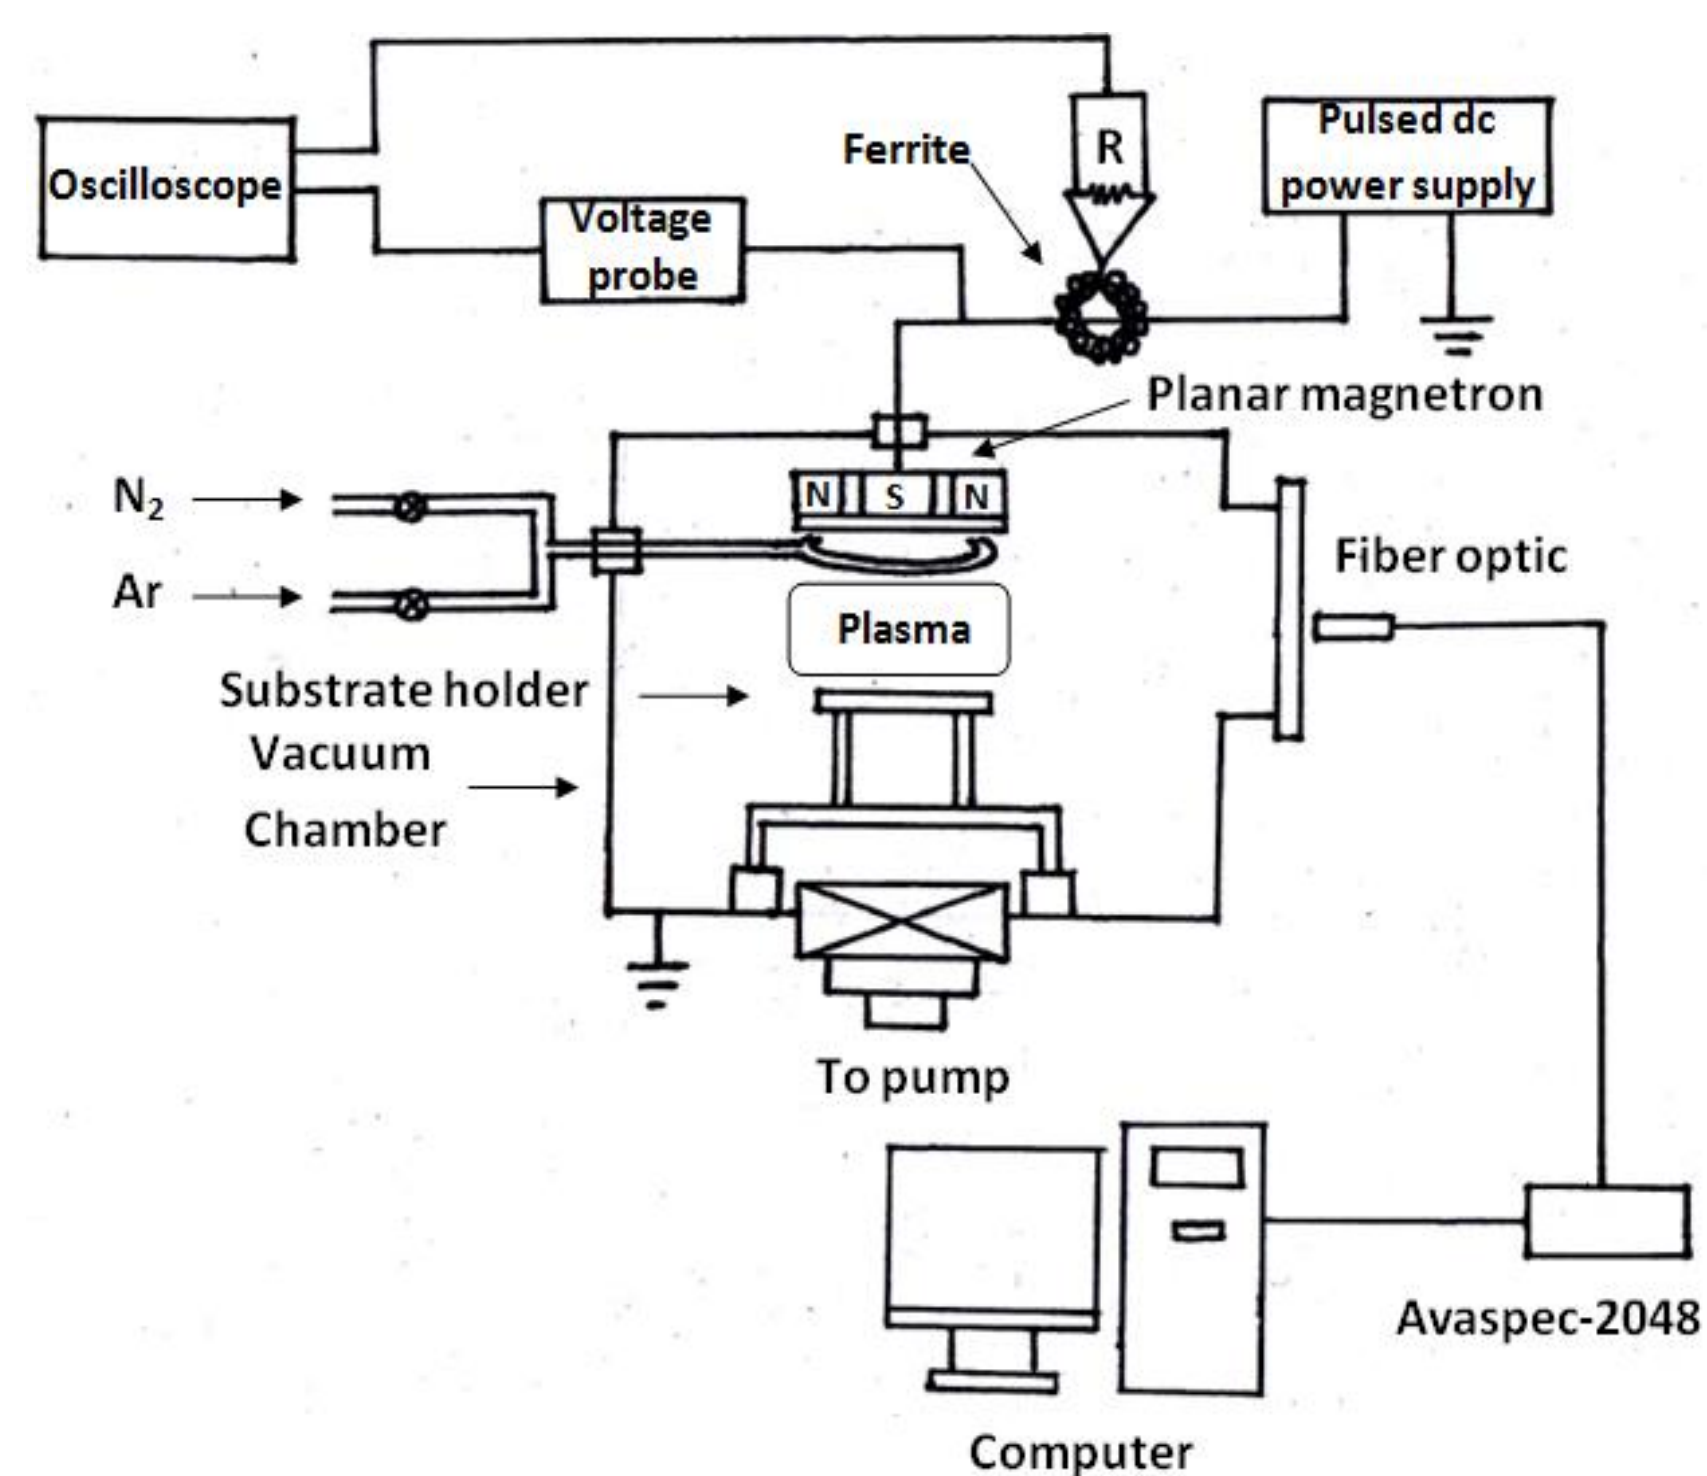 Oscilloscope
Voltage
probe
Ferrite
R
Pulsed dc
power supply
Planar magnetron
N S N
N₂
Ar
Fiber optic
Plasma
Substrate holder
Vacuum
Chamber
To pump
Avaspec-2048
Computer